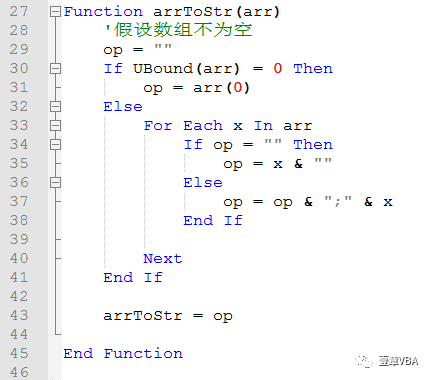 27 Function arrToStr(arr)
28 '假设数组不为空
29 op = ""
30 If UBound(arr) = 0 Then
31 op = arr(0)
32 Else
33 For Each x In arr
34 If op = "" Then
35 op = x & ""
36 Else
37 op = op & ";" & x
38 End If
39
40 Next
41 End If
42
43 arrToStr = op
44
45 End Function
46
壹章VBA